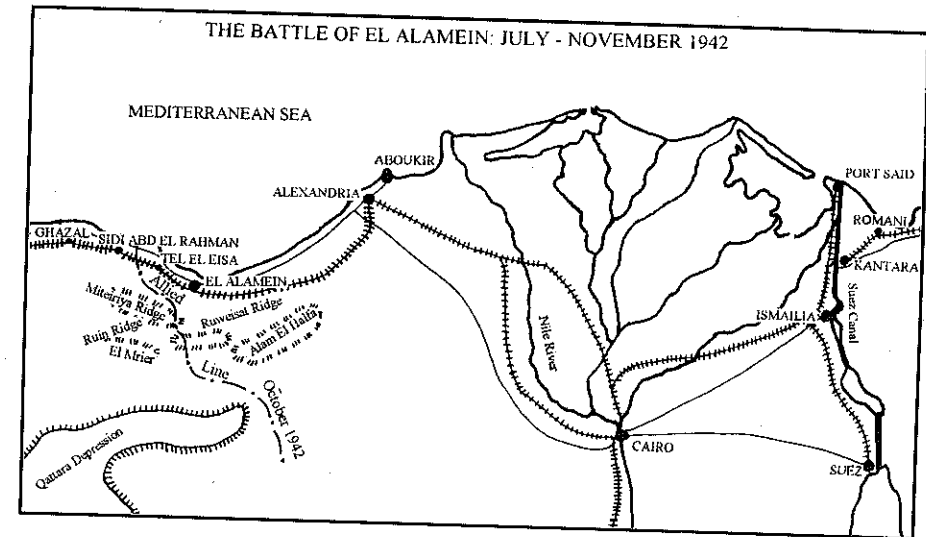 THE BATTLE OF EL ALAMEIN: JULY - NOVEMBER 1942
MEDITERRANEAN SEA
ABOUKIR
ALEXANDRIA
PORT SAID
ROMANI
GHAZAL
SIDI ABD EL RAHMAN
TEL EL EISA
KANTARA
EL ALAMEIN
Allied
Miteiriya Ridge
Ruweisat Ridge
Suez Canal
ISMAILIA
Ruin Ridge
Alam El Halfa
Nile River
El Mrier
Line
October 1942
Qattara Depression
CAIRO
SUEZ